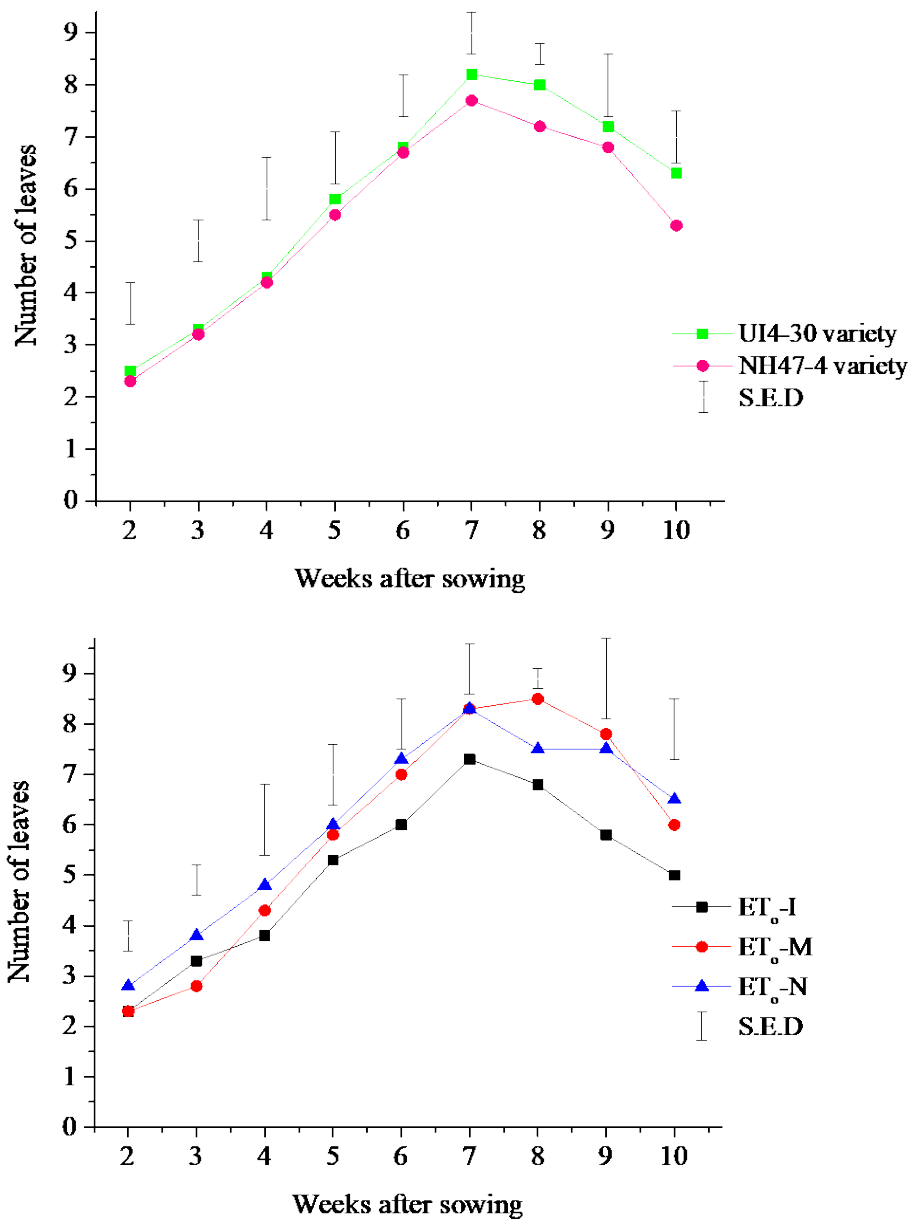 Number of leaves
9
8
7
6
5
4
3
2
1
0
UI4-30 variety
NH47-4 variety
S.E.D
2 3 4 5 6 7 8 9 10
Weeks after sowing
Number of leaves
9
8
7
6
5
4
3
2
1
0
ETo-I
ETo-M
ETo-N
S.E.D
2 3 4 5 6 7 8 9 10
Weeks after sowing